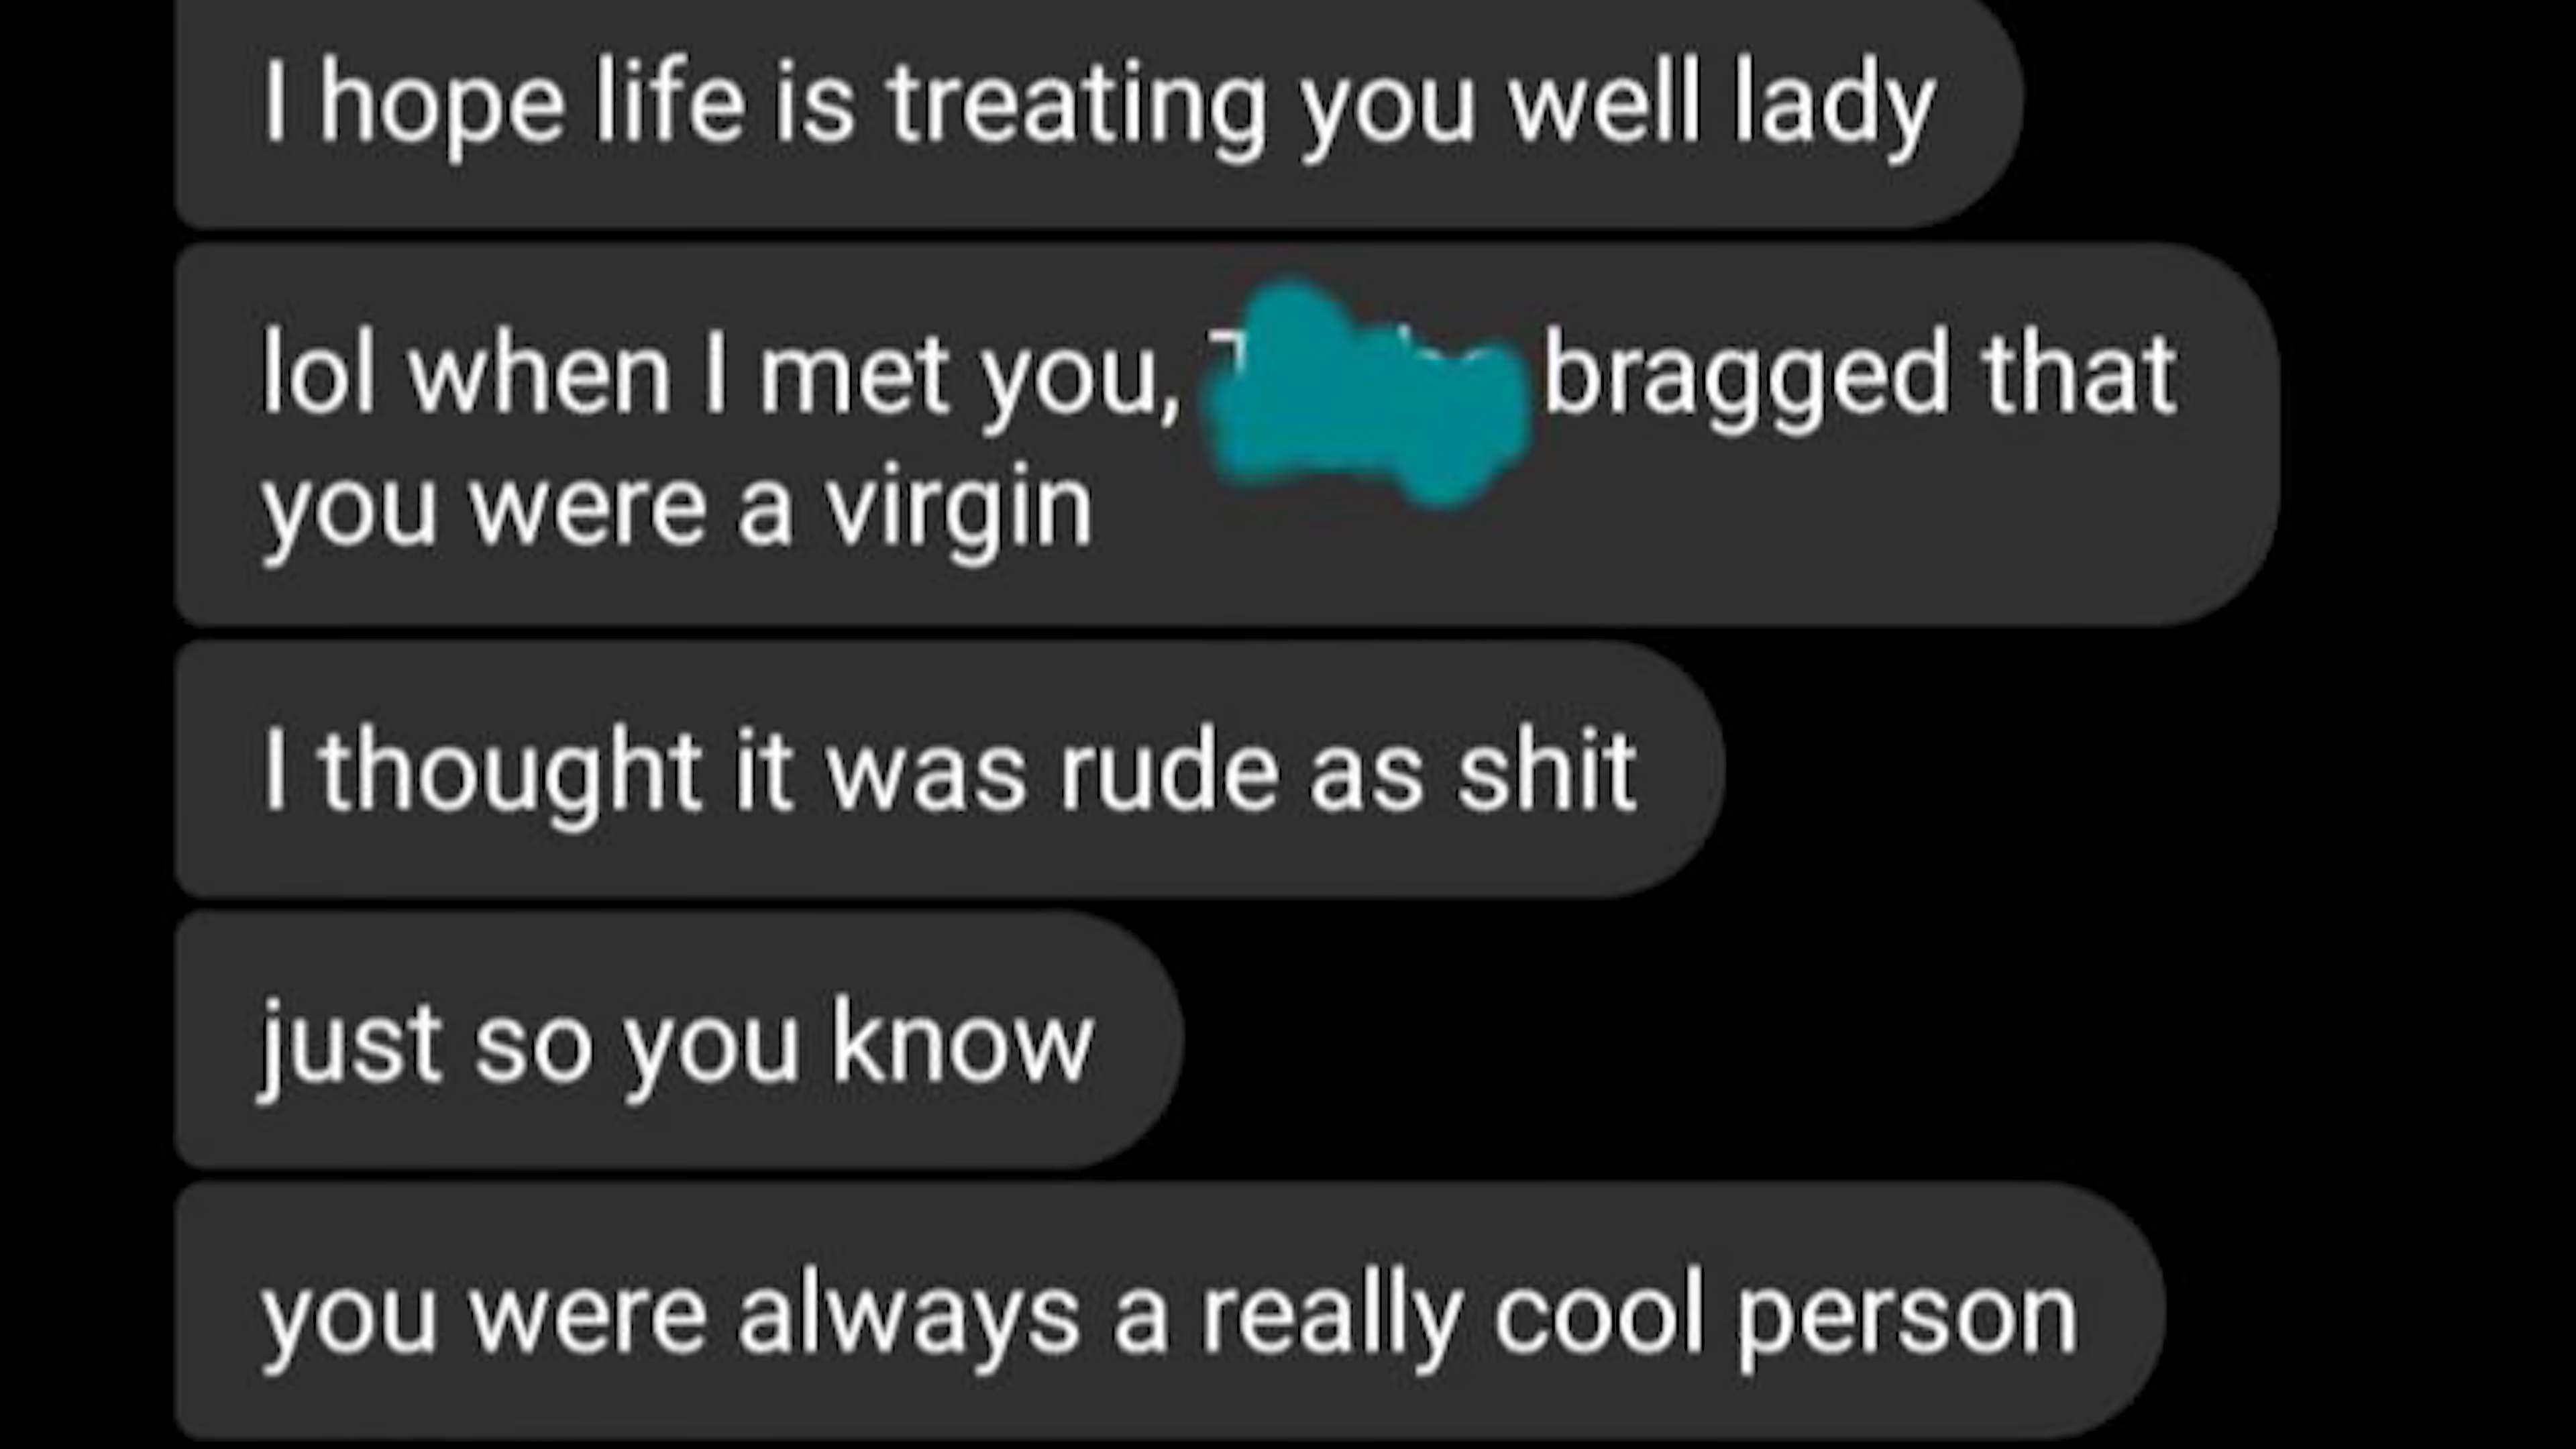 I hope life is treating you well lady
lol when I met you, bragged that
you were a virgin
I thought it was rude as shit
just so you know
you were always a really cool person